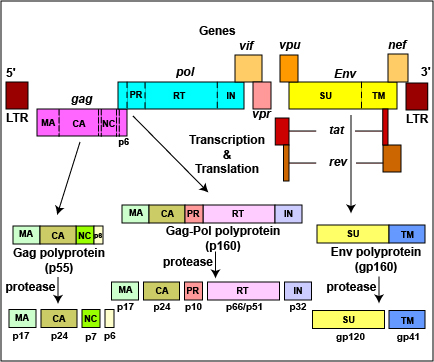 Genes
vif
vpu
nef
5'
pol
Env
3'
gag
PR RT IN
SU TM
LTR
MA CA NC
vpr
LTR
p6
Transcription
&
Translation
tat
rev
MA CA PR RT IN
MA CA NC p6
Gag-Pol polyprotein
(p160)
SU TM
Gag polyprotein
(p55)
Env polyprotein
(gp160)
protease
protease
protease
MA CA PR RT IN
p17 p24 p10 p66/p51 p32
MA CA NC
p17 p24 p7 p6
SU TM
gp120 gp41